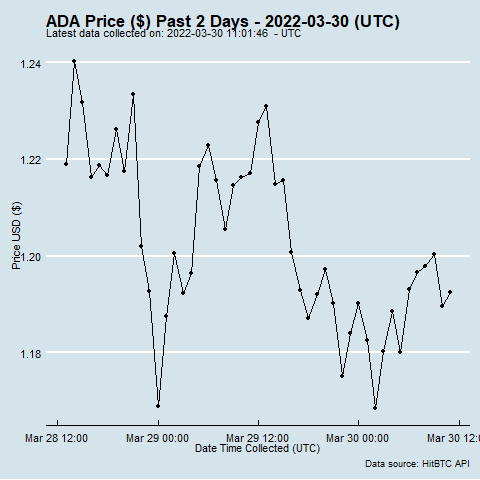 ADA Price ($) Past 2 Days - 2022-03-30 (UTC)
Latest data collected on: 2022-03-30 11:01:46 - UTC
1.24
1.22
1.20
1.18
Price USD ($)
Mar 28 12:00 Mar 29 00:00 Mar 29 12:00 Mar 30 00:00 Mar 30 12:0
Date Time Collected (UTC)
Data source: HitBTC API